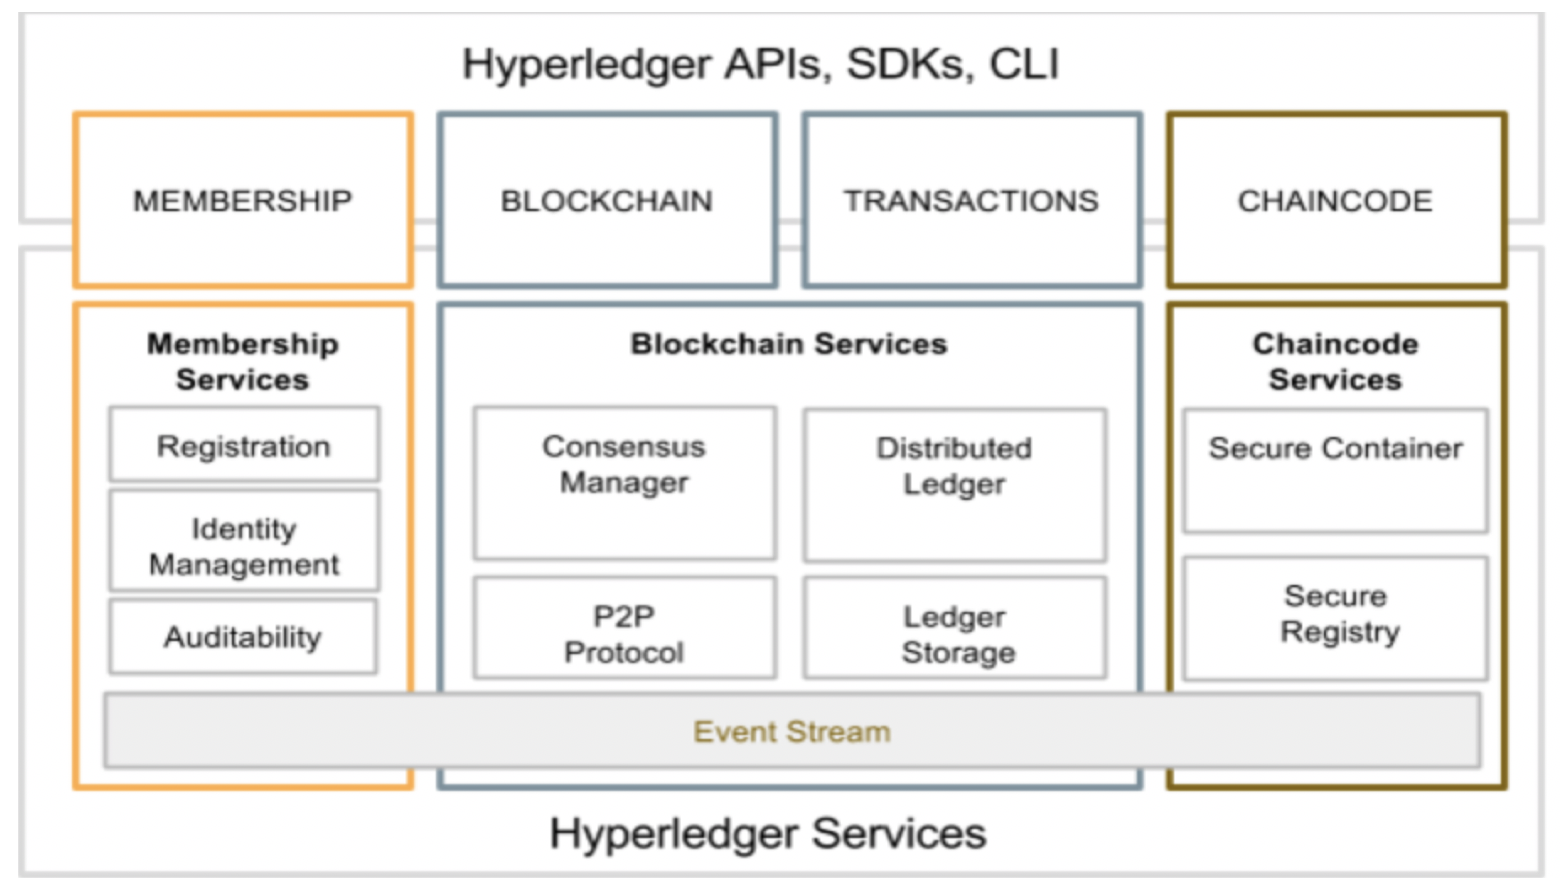 Hyperledger APIs, SDKs, CLI
MEMBERSHIP
BLOCKCHAIN
TRANSACTIONS
CHAINCODE
Membership
Services
Registration
Identity
Management
Auditability
Blockchain Services
Consensus
Manager
Distributed
Ledger
P2P
Protocol
Ledger
Storage
Chaincode
Services
Secure Container
Secure
Registry
Event Stream
Hyperledger Services